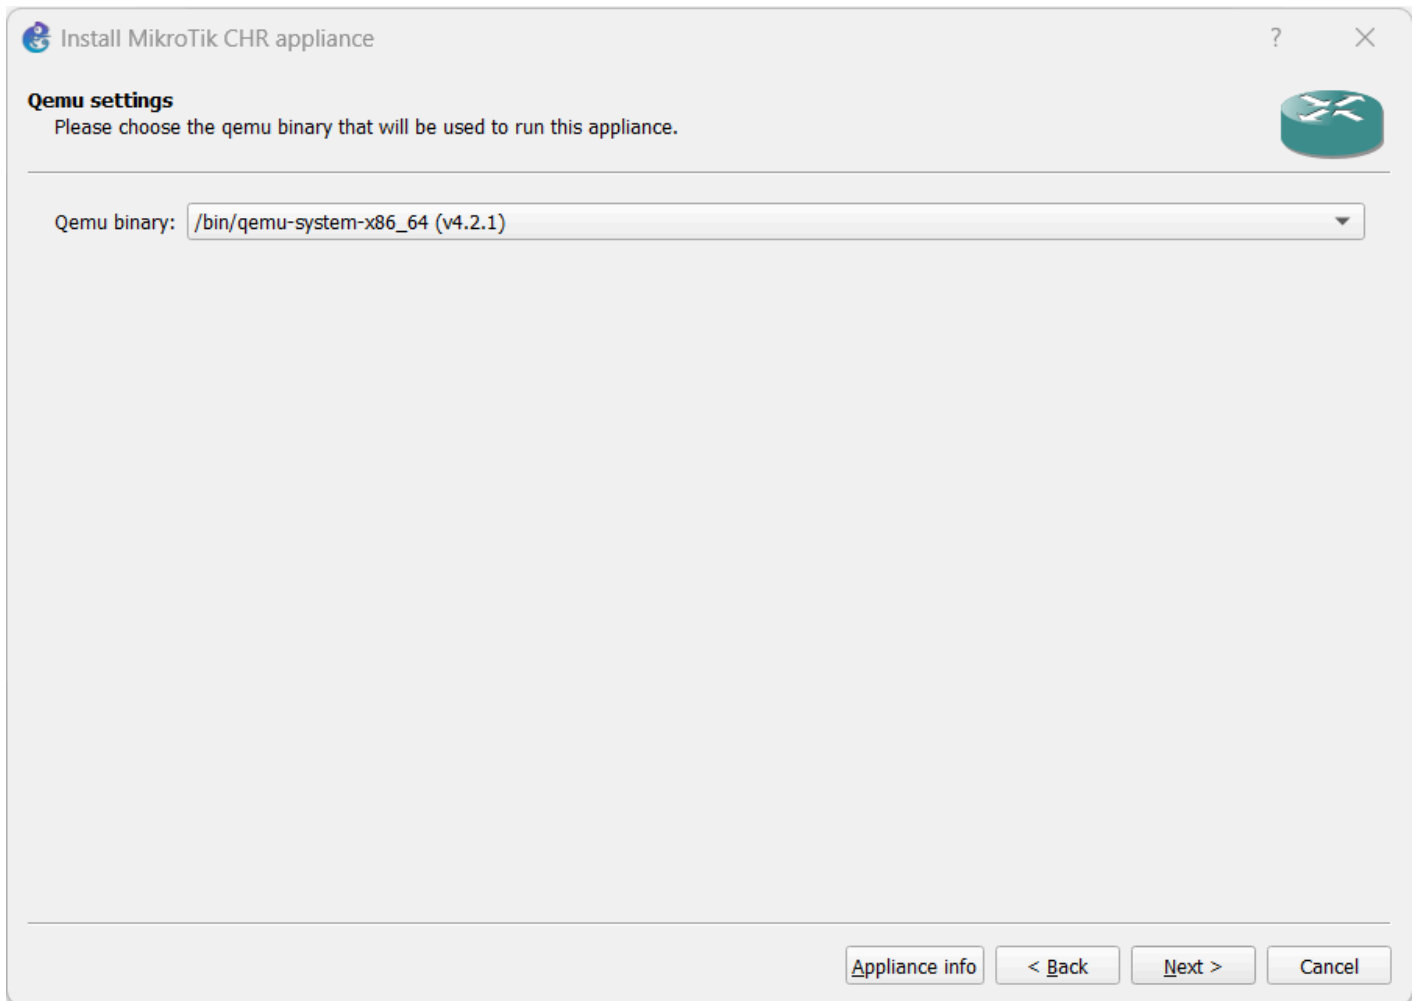 Install MikroTik CHR appliance
?
Qemu settings
Please choose the qemu binary that will be used to run this appliance.
Qemu binary: /bin/qemu-system-x86_64 (v4.2.1)
Appliance info < Back Next > Cancel